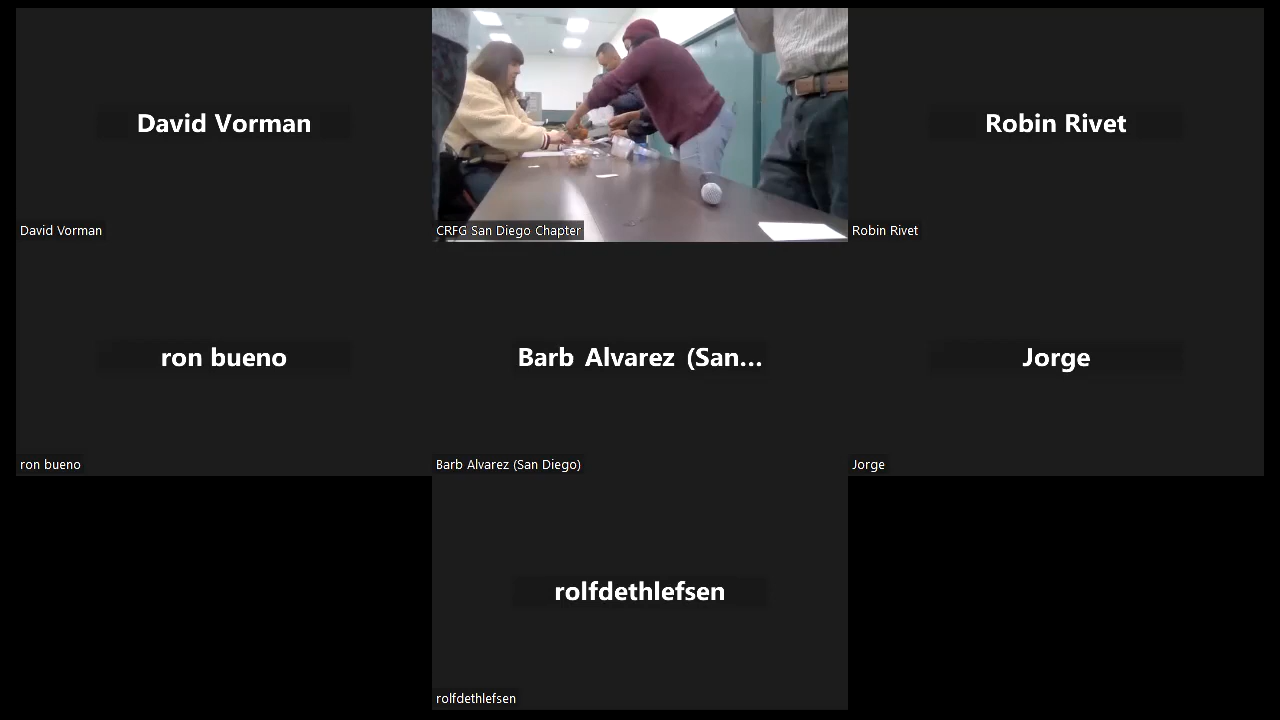 David Vorman
David Vorman
CRFG San Diego Chapter
Robin Rivet
Robin Rivet
ron bueno
ron bueno
Barb Alvarez (San...
Barb Alvarez (San Diego)
Jorge
Jorge
rolfdethlefsen
rolfdethlefsen